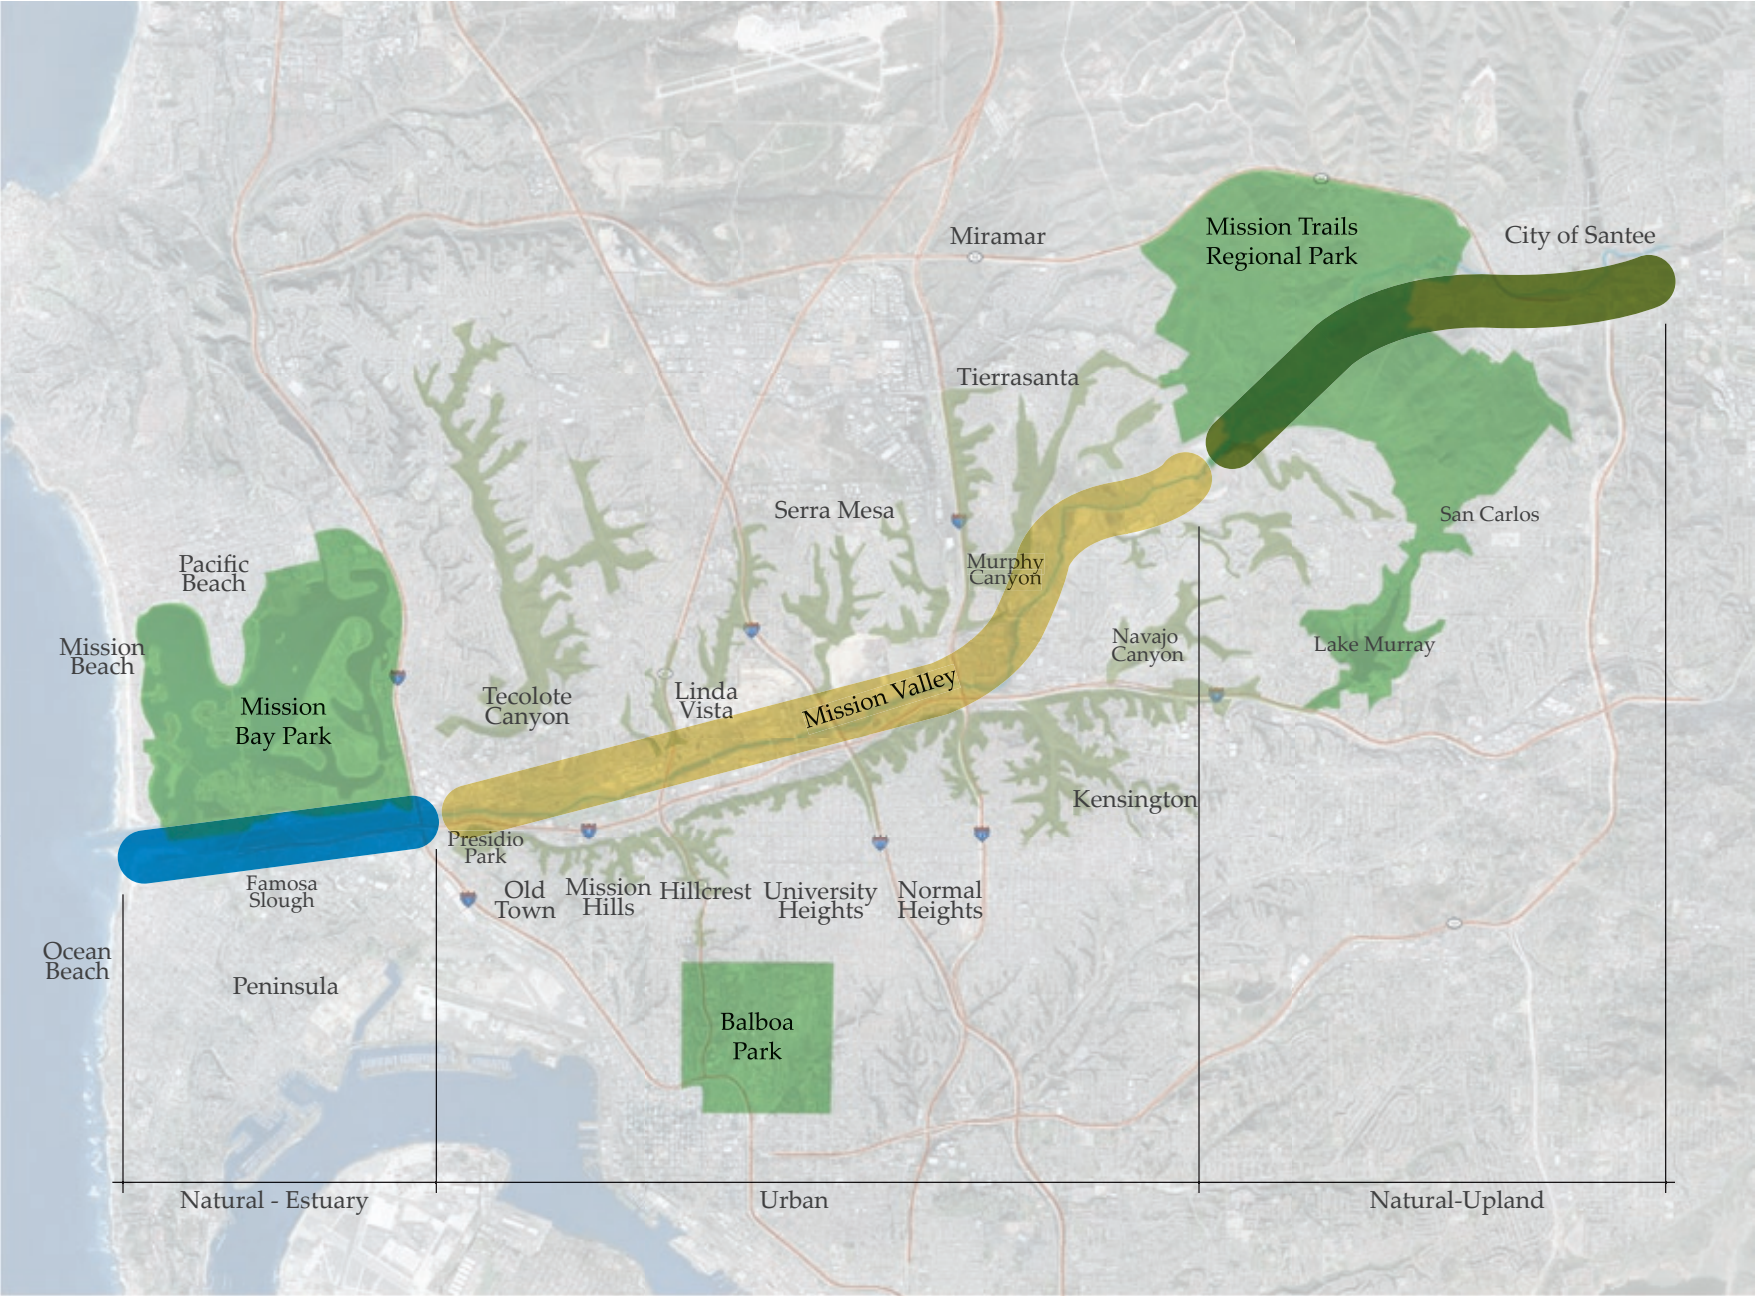 Miramar
Mission Trails
Regional Park
City of Santee
Tierrasanta
Serra Mesa
San Carlos
Pacific
Beach
Murphy
Canyon
Mission
Beach
Navajo
Canyon
Lake Murray
Mission
Bay Park
Tecolote
Canyon
Linda
Vista
Mission Valley
Kensington
Presidio
Park
Famosa
Slough
Old
Town
Mission
Hills
Hillcrest
University
Heights
Normal
Heights
Ocean
Beach
Peninsula
Balboa
Park
Natural - Estuary
Urban
Natural-Upland